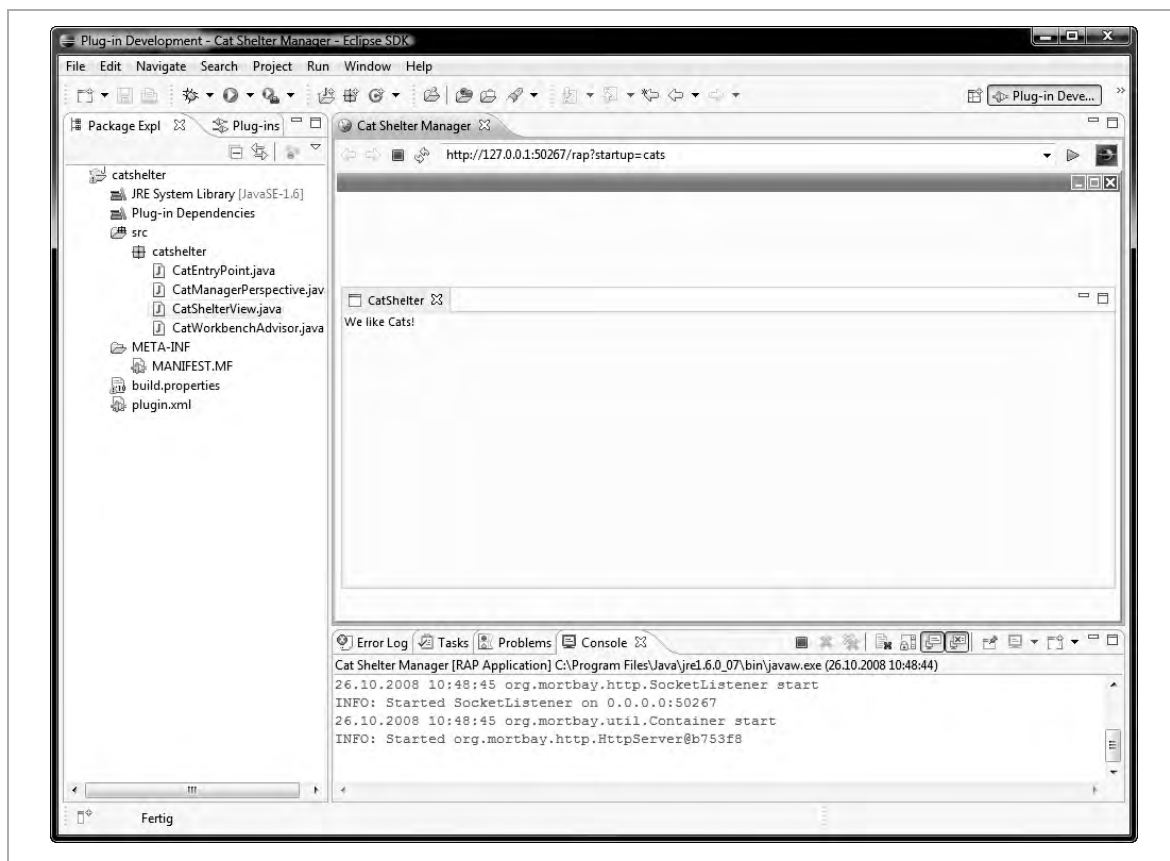 Plug-in Development - Cat Shelter Manager - Eclipse SDK
File Edit Navigate Search Project Run Window Help
Plug-in Deve...
Package Expl
Plug-ins
catshelter
JRE System Library [JavaSE-1.6]
Plug-in Dependencies
src
catshelter
CatEntryPoint.java
CatManagerPerspective.jav
CatShelterView.java
CatWorkbenchAdvisor.java
META-INF
MANIFEST.MF
build.properties
plugin.xml
Cat Shelter Manager
http://127.0.0.1:50267/rap?startup=cats
CatShelter
We like Cats!
Error Log Tasks Problems Console
Cat Shelter Manager [RAP Application] C:\Program Files\Java\jre1.6.0_07\bin\javaw.exe (26.10.2008 10:48:44)
26.10.2008 10:48:45 org.mortbay.http.SocketListener start
INFO: Started SocketListener on 0.0.0.0:50267
26.10.2008 10:48:45 org.mortbay.util.Container start
INFO: Started org.mortbay.http.HttpServer@b753f8
Fertig